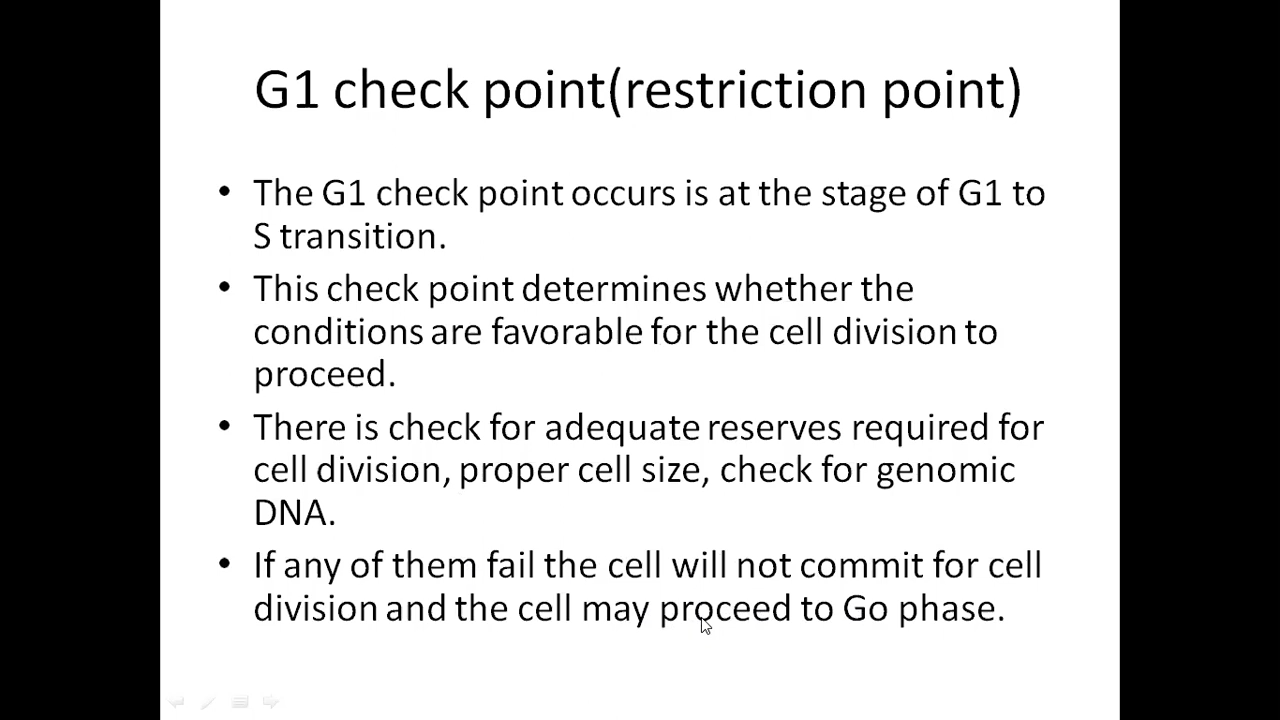 G1 check point(restriction point)
• The G1 check point occurs is at the stage of G1 to
S transition.
• This check point determines whether the
conditions are favorable for the cell division to
proceed.
• There is check for adequate reserves required for
cell division, proper cell size, check for genomic
DNA.
• If any of them fail the cell will not commit for cell
division and the cell may proceed to Go phase.